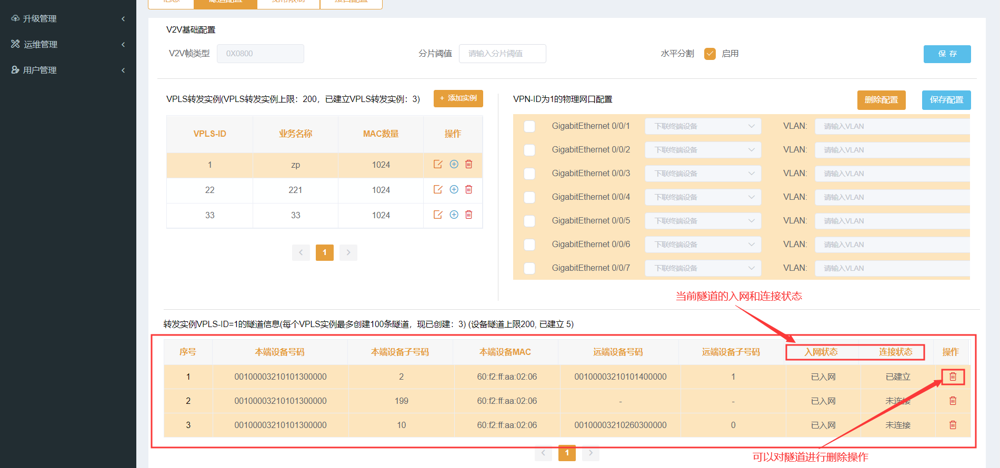 信息 隧道配置 宽带限制 接口配置
升级管理
运维管理
用户管理
V2V基础配置
V2V帧类型 0X0800 分片阈值 请输入分片阈值 水平分割 启用 保 存
VPLS转发实例(VPLS转发实例上限：200，已建立VPLS转发实例：3) + 添加实例
VPLS-ID 业务名称 MAC数量 操作
1 zp 1024
22 221 1024
33 33 1024
1
VPN-ID为1的物理网口配置 删除配置 保存配置
GigabitEthernet 0/0/1 下联终端设备 VLAN: 请输入VLAN
GigabitEthernet 0/0/2 下联终端设备 VLAN: 请输入VLAN
GigabitEthernet 0/0/3 下联终端设备 VLAN: 请输入VLAN
GigabitEthernet 0/0/4 下联终端设备 VLAN: 请输入VLAN
GigabitEthernet 0/0/5 下联终端设备 VLAN: 请输入VLAN
GigabitEthernet 0/0/6 下联终端设备 VLAN: 请输入VLAN
GigabitEthernet 0/0/7 下联终端设备 VLAN: 请输入VLAN
当前隧道的入网和连接状态
转发实例VPLS-ID=1的隧道信息(每个VPLS实例最多创建100条隧道，现已创建：3) (设备隧道上限200, 已建立 5)
序号 本端设备号码 本端设备子号码 本端设备MAC 远端设备号码 远端设备子号码 入网状态 连接状态 操作
1 00100003210101300000 2 60:f2:ff:aa:02:06 00100003210101400000 1 已入网 已建立
2 00100003210101300000 199 60:f2:ff:aa:02:06 - - 已入网 未连接
3 00100003210101300000 10 60:f2:ff:aa:02:06 00100003210260300000 0 已入网 未连接
1
可以对隧道进行删除操作